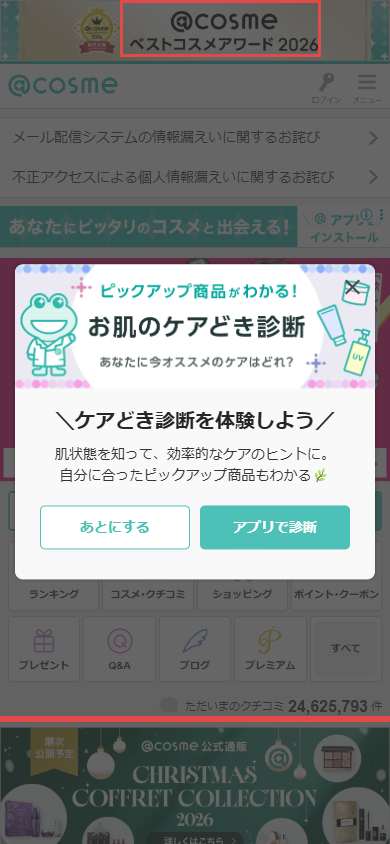 @cosme
ベストコスメアワード 2026
@cosme
ログイン
メニュー
メール配信システムの情報漏えいに関するお詫び
不正アクセスによる個人情報漏えいに関するお詫び
あなたにピッタリのコスメと出会える!
@ アプリ
インストール
ピックアップ商品がわかる!
お肌のケアどき診断
あなたに今オススメのケアはどれ?
UV
＼ケアどき診断を体験しよう／
肌状態を知って、効率的なケアのヒントに。
自分に合ったピックアップ商品もわかる🌿
あとにする
アプリで診断
ランキング
コスメ・クチコミ
ショッピング
ポイント・クーポン
プレゼント
Q&A
ブログ
プレミアム
すべて
ただいまのクチコミ 24,625,793 件
順次
公開予定
@cosme 公式通販
CHRISTMAS
COFFRET COLLECTION
2026
詳しくはこちら